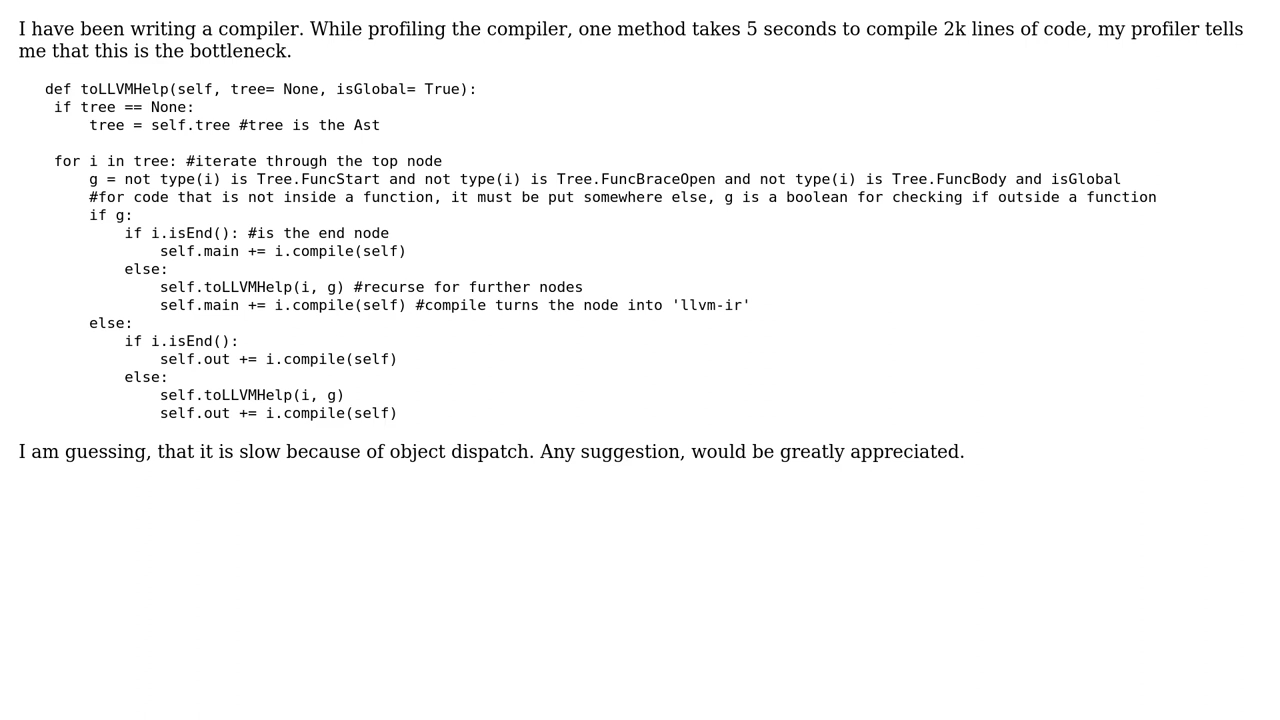 I have been writing a compiler. While profiling the compiler, one method takes 5 seconds to compile 2k lines of code, my profiler tells
me that this is the bottleneck.
def toLLVMHelp(self, tree= None, isGlobal= True):
if tree == None:
tree = self.tree #tree is the Ast
for i in tree: #iterate through the top node
g = not type(i) is Tree.FuncStart and not type(i) is Tree.FuncBraceOpen and not type(i) is Tree.FuncBody and isGlobal
#for code that is not inside a function, it must be put somewhere else, g is a boolean for checking if outside a function
if g:
if i.isEnd(): #is the end node
self.main += i.compile(self)
else:
self.toLLVMHelp(i, g) #recurse for further nodes
self.main += i.compile(self) #compile turns the node into 'llvm-ir'
else:
if i.isEnd():
self.out += i.compile(self)
else:
self.toLLVMHelp(i, g)
self.out += i.compile(self)
I am guessing, that it is slow because of object dispatch. Any suggestion, would be greatly appreciated.